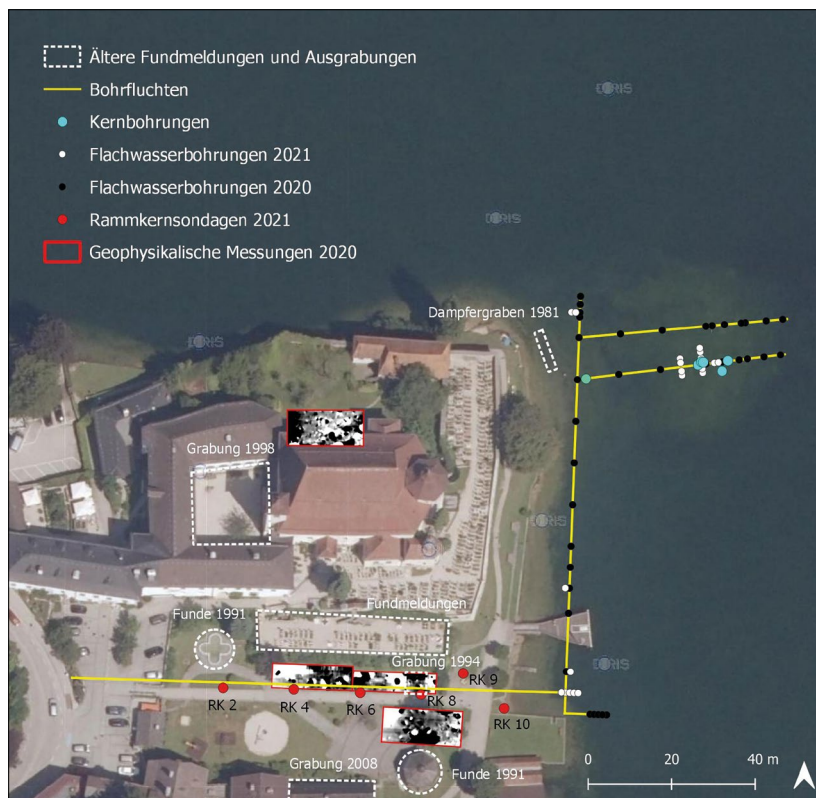 Ältere Fundmeldungen und Ausgrabungen
Bohrfluchten
Kernbohrungen
Flachwasserbohrungen 2021
Flachwasserbohrungen 2020
Rammkernsondagen 2021
Geophysikalische Messungen 2020
DORIS
DORIS
Dampfergraben 1981
DORIS
Grabung 1998
DORIS
Funde 1991
Fundmeldungen
Grabung 1994
DORIS
RK 9
RK 2
RK 4
RK 6
RK 8
RK 10
Grabung 2008
Funde 1991
0
20
40 m